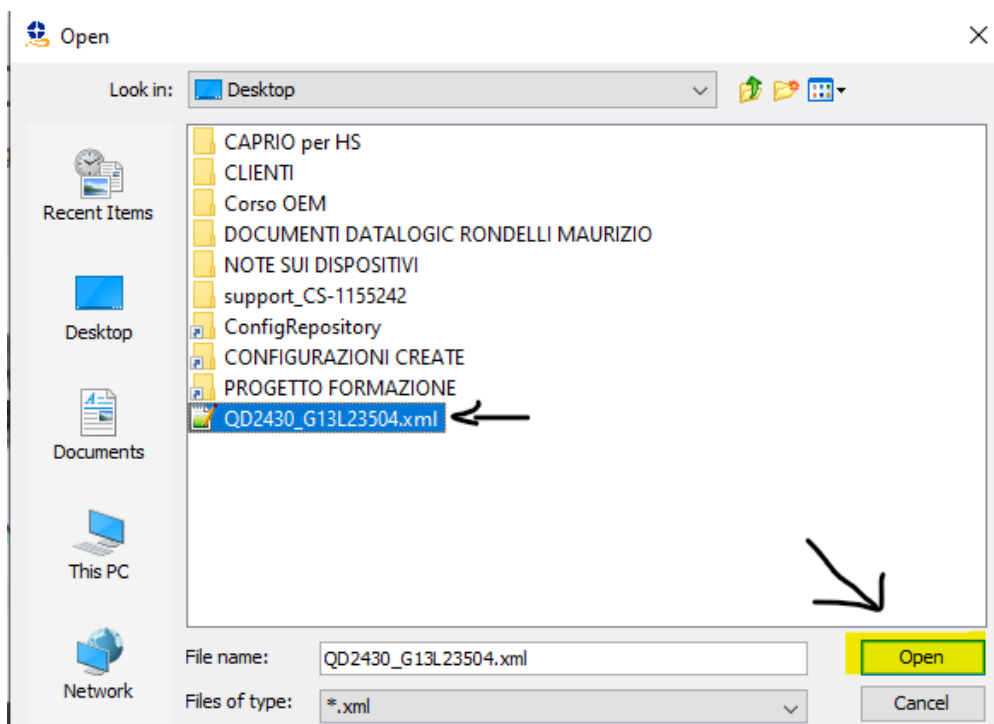 Open
Look in:
Desktop
Recent Items
Desktop
Documents
This PC
Network
CAPRIO per HS
CLIENTI
Corso OEM
DOCUMENTI DATALOGIC RONDELLI MAURIZIO
NOTE SUI DISPOSITIVI
support_CS-1155242
ConfigRepository
CONFIGURAZIONI CREATE
PROGETTO FORMAZIONE
QD2430_G13L23504.xml
File name:
QD2430_G13L23504.xml
Open
Files of type:
*.xml
Cancel